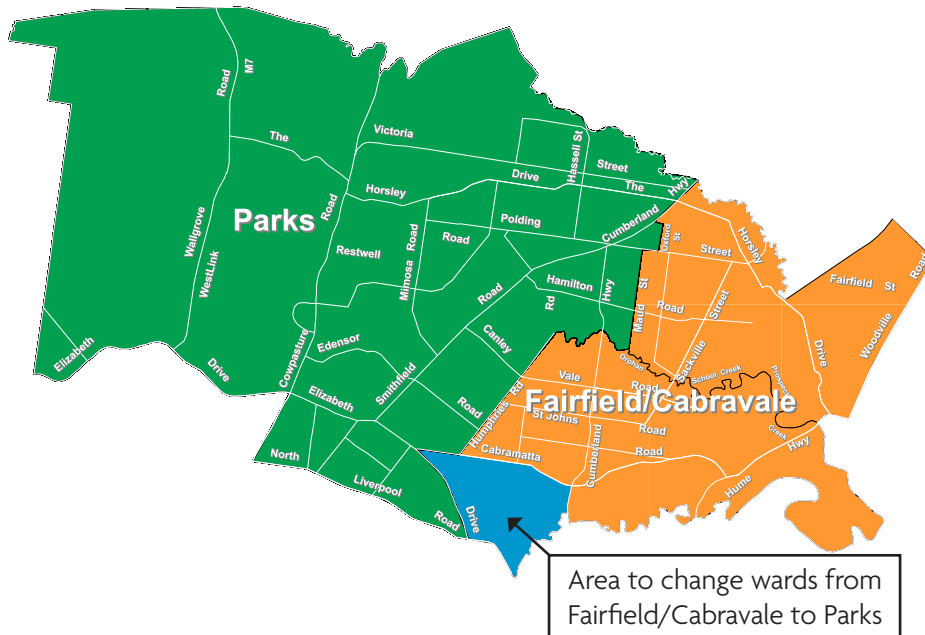 Road
M7
The
Victoria
Hassell St
Street
Drive
The
Hwy
Horsley
Parks
Road
Polding
Cumberland
Oxford
St
Wallgrove
WestLink
Restwell
Mimosa Road
Road
Street
Horsley
Fairfield St
Road
Road
Hamilton
Rd
Hwy
Maud St
Road
Street
Woodville
Elizabeth
Drive
Cowpasture
Edensor
Smithfield
Canley
Orphan
School Creek
Sackville
Prospect
Creek
Drive
Elizabeth
Road
Humphries Rd
Vale
Road
Fairfield/Cabravale
St Johns
Road
Cabramatta
Road
Cumberland
Hume
Hwy
North
Liverpool
Road
Drive
Area to change wards from
Fairfield/Cabravale to Parks